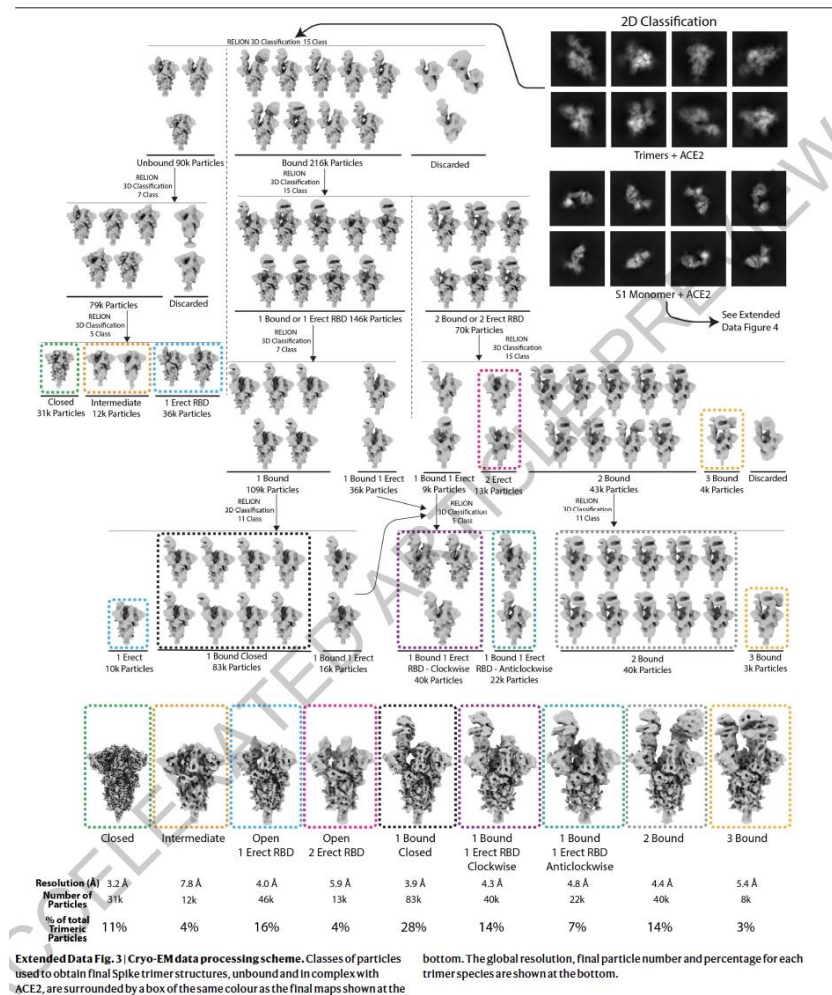 2D Classification
RELION 3D Classification 15 Class
Trimers + ACE2
Unbound 90k Particles
Bound 216k Particles
Discarded
RELION
3D Classification
7 Class
RELION
3D Classification
15 Class
S1 Monomer + ACE2
See Extended
Data Figure 4
79k Particles
Discarded
1 Bound or 1 Erect RBD 146k Particles
2 Bound or 2 Erect RBD
70k Particles
RELION
3D Classification
5 Class
RELION
3D Classification
7 Class
RELION
3D Classification
15 Class
Closed
31k Particles
Intermediate
12k Particles
1 Erect RBD
36k Particles
1 Bound
109k Particles
1 Bound 1 Erect
36k Particles
1 Bound 1 Erect
9k Particles
2 Erect
13k Particles
2 Bound
43k Particles
3 Bound
4k Particles
Discarded
RELION
3D Classification
11 Class
RELION
3D Classification
5 Class
RELION
3D Classification
11 Class
1 Erect
10k Particles
1 Bound Closed
83k Particles
1 Bound 1 Erect
16k Particles
1 Bound 1 Erect
RBD - Clockwise
40k Particles
1 Bound 1 Erect
RBD - Anticlockwise
22k Particles
2 Bound
40k Particles
3 Bound
3k Particles
Closed
Intermediate
Open
1 Erect RBD
Open
2 Erect RBD
1 Bound
Closed
1 Bound
1 Erect RBD
Clockwise
1 Bound
1 Erect RBD
Anticlockwise
2 Bound
3 Bound
Resolution (Å) 3.2 Å 7.8 Å 4.0 Å 5.9 Å 3.9 Å 4.3 Å 4.8 Å 4.4 Å 5.4 Å
Number of
Particles 31k 12k 46k 13k 83k 40k 22k 40k 8k
% of total
Trimeric
Particles 11% 4% 16% 4% 28% 14% 7% 14% 3%
Extended Data Fig. 3 | Cryo-EM data processing scheme. Classes of particles
used to obtain final Spike trimer structures, unbound and in complex with
ACE2, are surrounded by a box of the same colour as the final maps shown at the
bottom. The global resolution, final particle number and percentage for each
trimer species are shown at the bottom.
CCELERATED ARTICLE PREVIEW